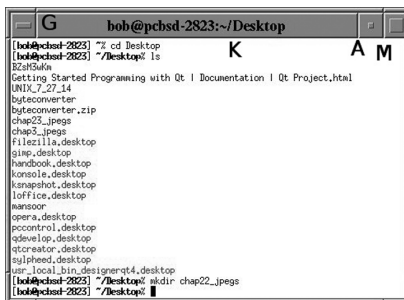 G bob@pcbsd-2823:~/Desktop
[bob@pcbsd-2823] ~% cd Desktop
K A M
[bob@pcbsd-2823] ~/Desktop% ls
BZsM3wKm
Getting Started Programming with Qt | Documentation | Qt Project.html
UNIX_7_27_14
byteconverter
byteconverter.zip
chap23_jpegs
chap3_jpegs
filezilla.desktop
gimp.desktop
handbook.desktop
konsole.desktop
ksnapshot.desktop
loffice.desktop
mansoor
opera.desktop
pccontrol.desktop
qdevelop.desktop
qtcreator.desktop
sylpheed.desktop
usr_local_bin_designerqt4.desktop
[bob@pcbsd-2823] ~/Desktop% mkdir chap22_jpegs
[bob@pcbsd-2823] ~/Desktop%